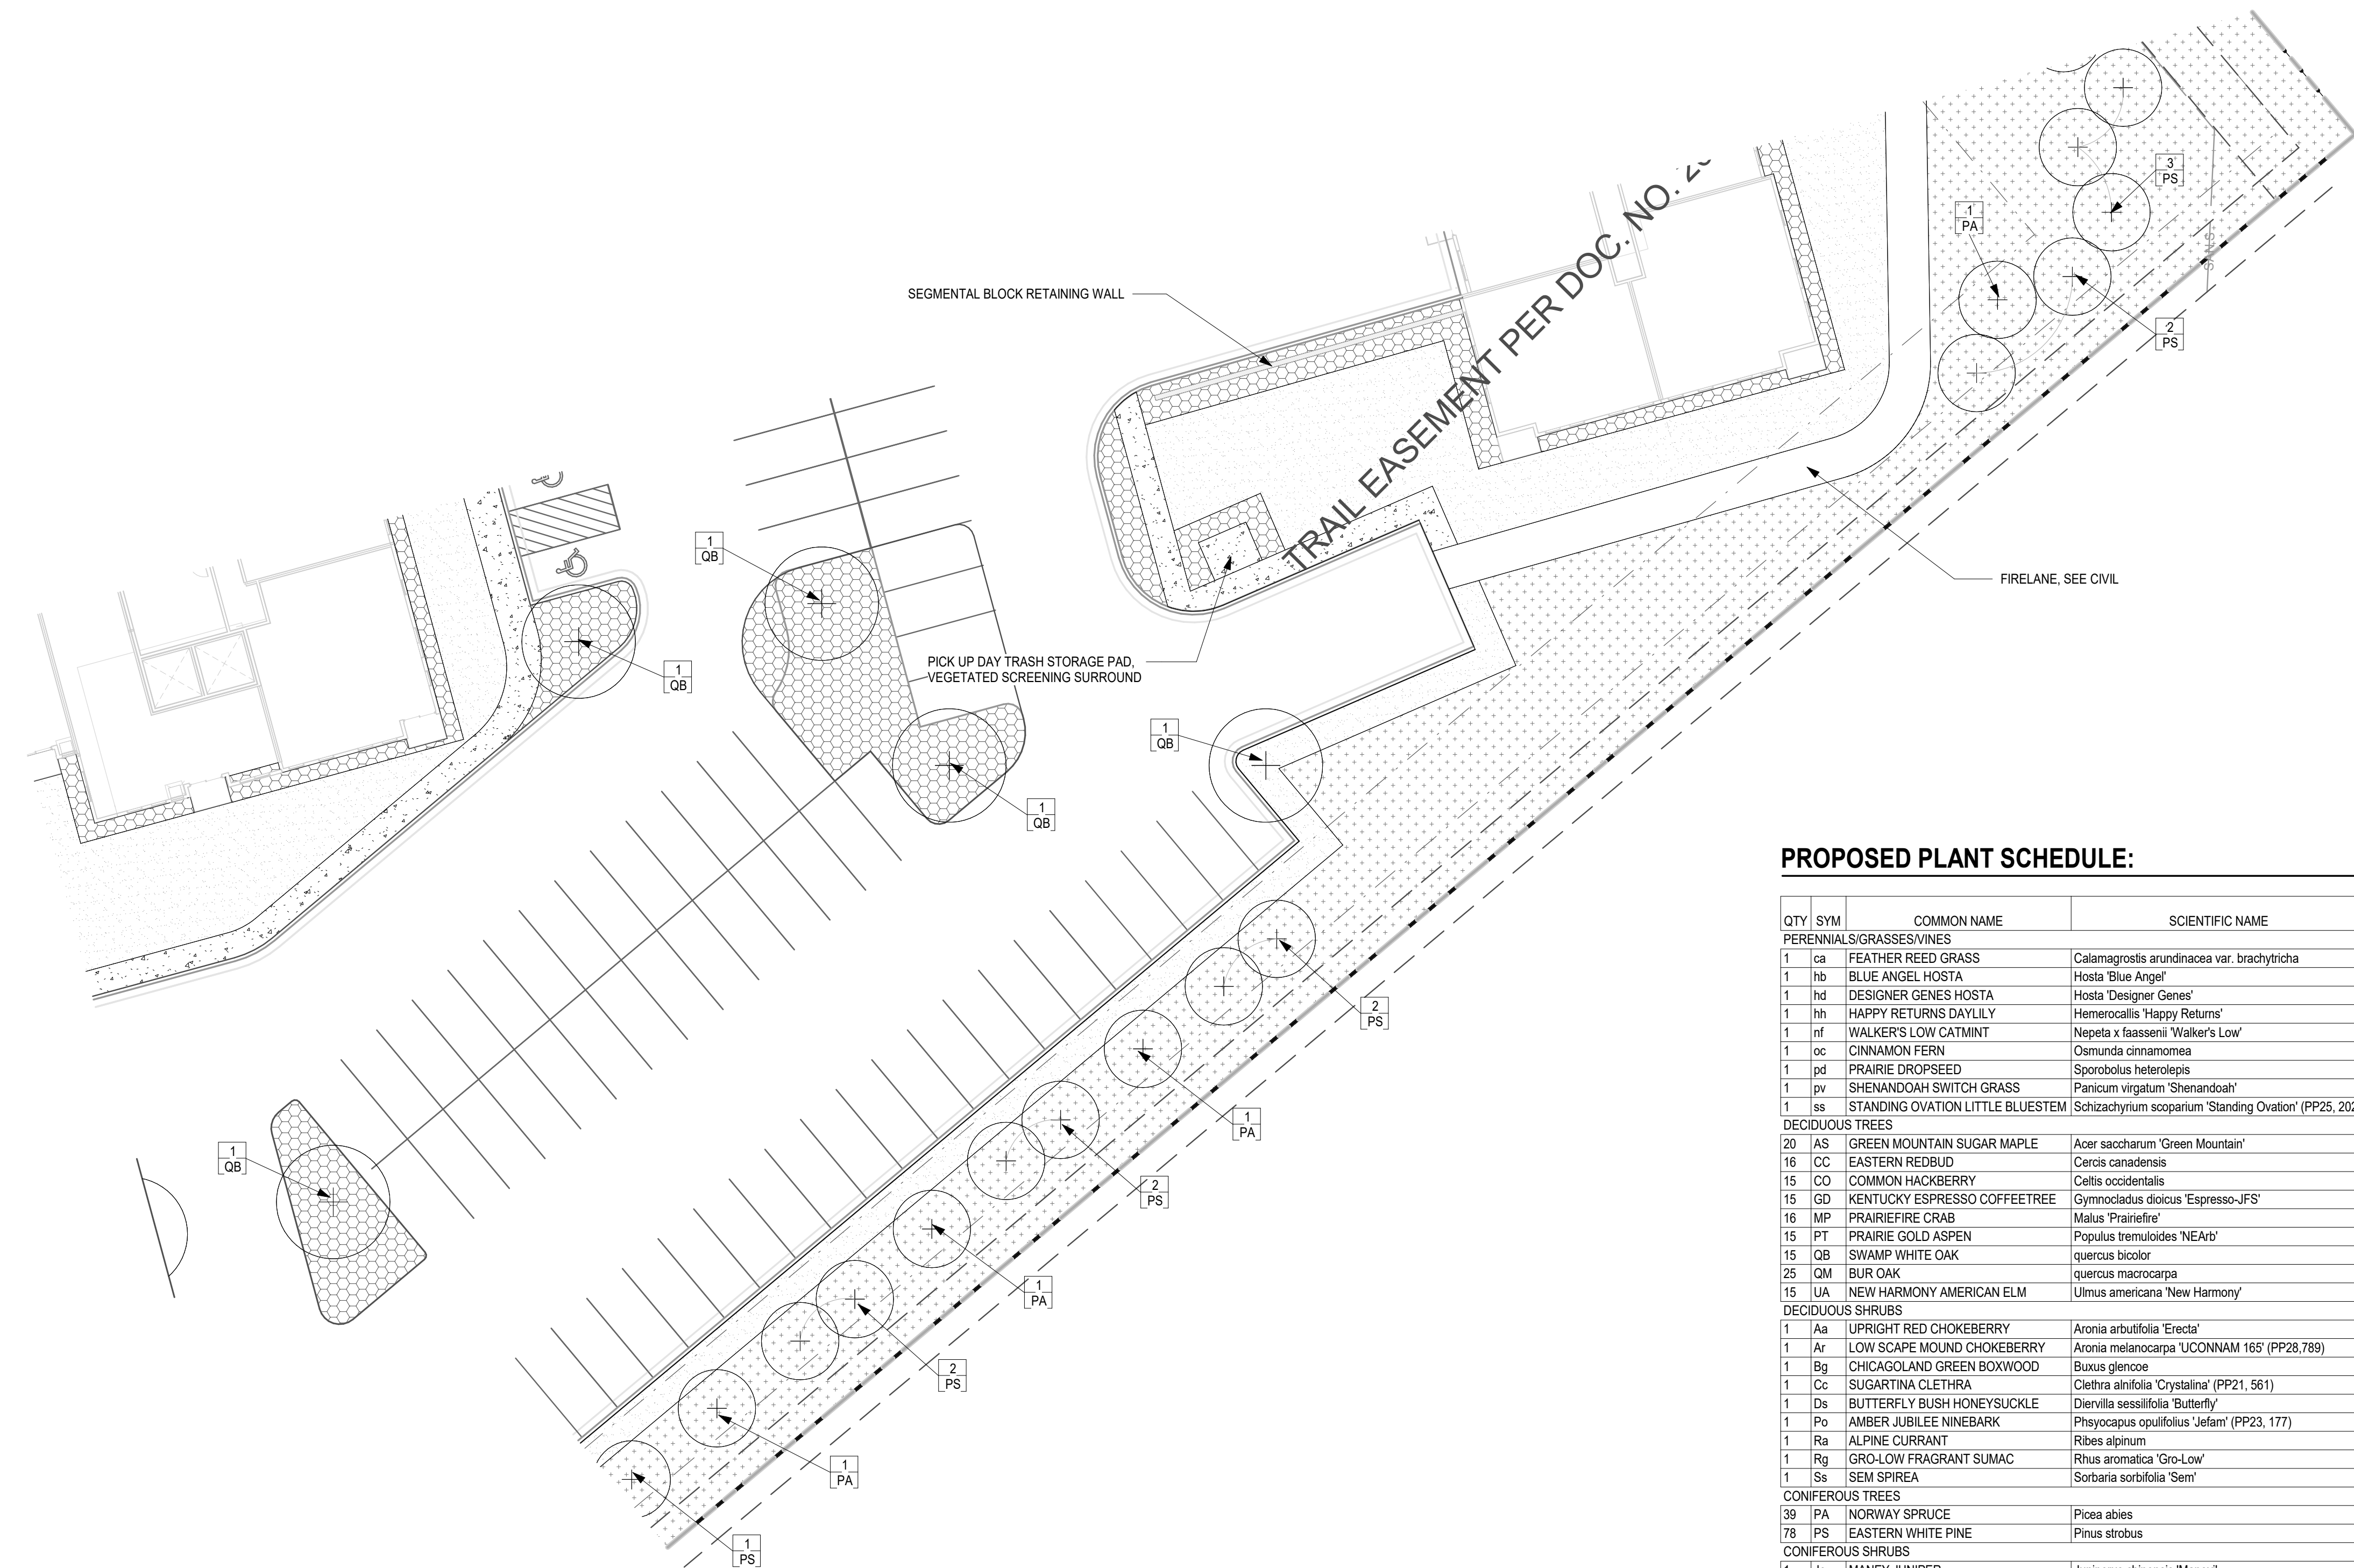 3
PS
1
PA
TRAIL EASEMENT PER DOC. NO.
SEGMENTAL BLOCK RETAINING WALL
2
PS
1
QB
FIRELANE, SEE CIVIL
1
QB
PICK UP DAY TRASH STORAGE PAD,
VEGETATED SCREENING SURROUND
1
QB
1
QB
2
PS
1
PA
1
QB
2
PS
1
PA
2
PS
1
PA
1
PS
PROPOSED PLANT SCHEDULE:
QTY SYM COMMON NAME SCIENTIFIC NAME
PERENNIALS/GRASSES/VINES
1 ca FEATHER REED GRASS Calamagrostis arundinacea var. brachytricha
1 hb BLUE ANGEL HOSTA Hosta 'Blue Angel'
1 hd DESIGNER GENES HOSTA Hosta 'Designer Genes'
1 hh HAPPY RETURNS DAYLILY Hemerocallis 'Happy Returns'
1 nf WALKER'S LOW CATMINT Nepeta x faassenii 'Walker's Low'
1 oc CINNAMON FERN Osmunda cinnamomea
1 pd PRAIRIE DROPSEED Sporobolus heterolepis
1 pv SHENANDOAH SWITCH GRASS Panicum virgatum 'Shenandoah'
1 ss STANDING OVATION LITTLE BLUESTEM Schizachyrium scoparium 'Standing Ovation' (PP25, 202
DECIDUOUS TREES
20 AS GREEN MOUNTAIN SUGAR MAPLE Acer saccharum 'Green Mountain'
16 CC EASTERN REDBUD Cercis canadensis
15 CO COMMON HACKBERRY Celtis occidentalis
15 GD KENTUCKY ESPRESSO COFFEETREE Gymnocladus dioicus 'Espresso-JFS'
16 MP PRAIRIEFIRE CRAB Malus 'Prairiefire'
15 PT PRAIRIE GOLD ASPEN Populus tremuloides 'NEArb'
15 QB SWAMP WHITE OAK quercus bicolor
25 QM BUR OAK quercus macrocarpa
15 UA NEW HARMONY AMERICAN ELM Ulmus americana 'New Harmony'
DECIDUOUS SHRUBS
1 Aa UPRIGHT RED CHOKEBERRY Aronia arbutifolia 'Erecta'
1 Ar LOW SCAPE MOUND CHOKEBERRY Aronia melanocarpa 'UCONNAM 165' (PP28,789)
1 Bg CHICAGOLAND GREEN BOXWOOD Buxus glencoe
1 Cc SUGARTINA CLETHRA Clethra alnifolia 'Crystalina' (PP21, 561)
1 Ds BUTTERFLY BUSH HONEYSUCKLE Diervilla sessilifolia 'Butterfly'
1 Po AMBER JUBILEE NINEBARK Phsyocapus opulifolius 'Jefam' (PP23, 177)
1 Ra ALPINE CURRANT Ribes alpinum
1 Rg GRO-LOW FRAGRANT SUMAC Rhus aromatica 'Gro-Low'
1 Ss SEM SPIREA Sorbaria sorbifolia 'Sem'
CONIFEROUS TREES
39 PA NORWAY SPRUCE Picea abies
78 PS EASTERN WHITE PINE Pinus strobus
CONIFEROUS SHRUBS